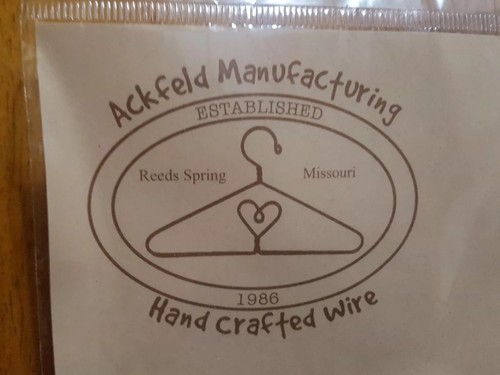 Ackfeld Manufacturing
ESTABLISHED
Reeds Spring Missouri
1986
Hand Crafted Wire